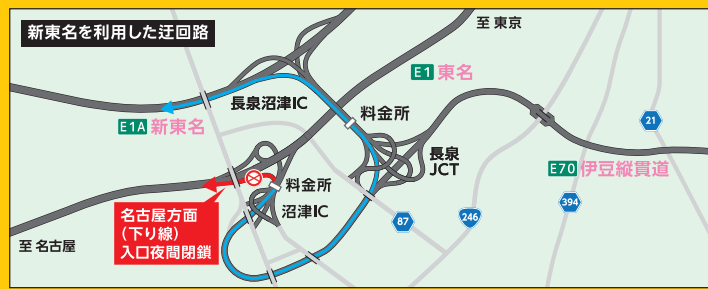 新東名を利用した迂回路
至 東京
E1 東名
長泉沼津IC
料金所
E1A 新東名
21
長泉
JCT
E70 伊豆縦貫道
料金所
沼津IC
394
名古屋方面
(下り線)
入口夜間閉鎖
87
246
至 名古屋